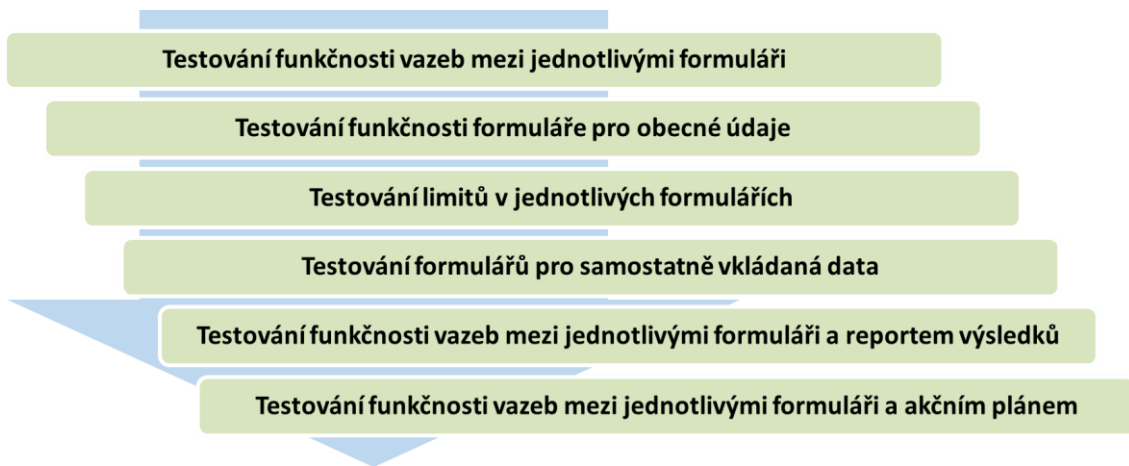 Testování funkčnosti vazeb mezi jednotlivými formuláři
Testování funkčnosti formuláře pro obecné údaje
Testování limitů v jednotlivých formulářích
Testování formulářů pro samostatně vkládaná data
Testování funkčnosti vazeb mezi jednotlivými formuláři a reportem výsledků
Testování funkčnosti vazeb mezi jednotlivými formuláři a akčním plánem